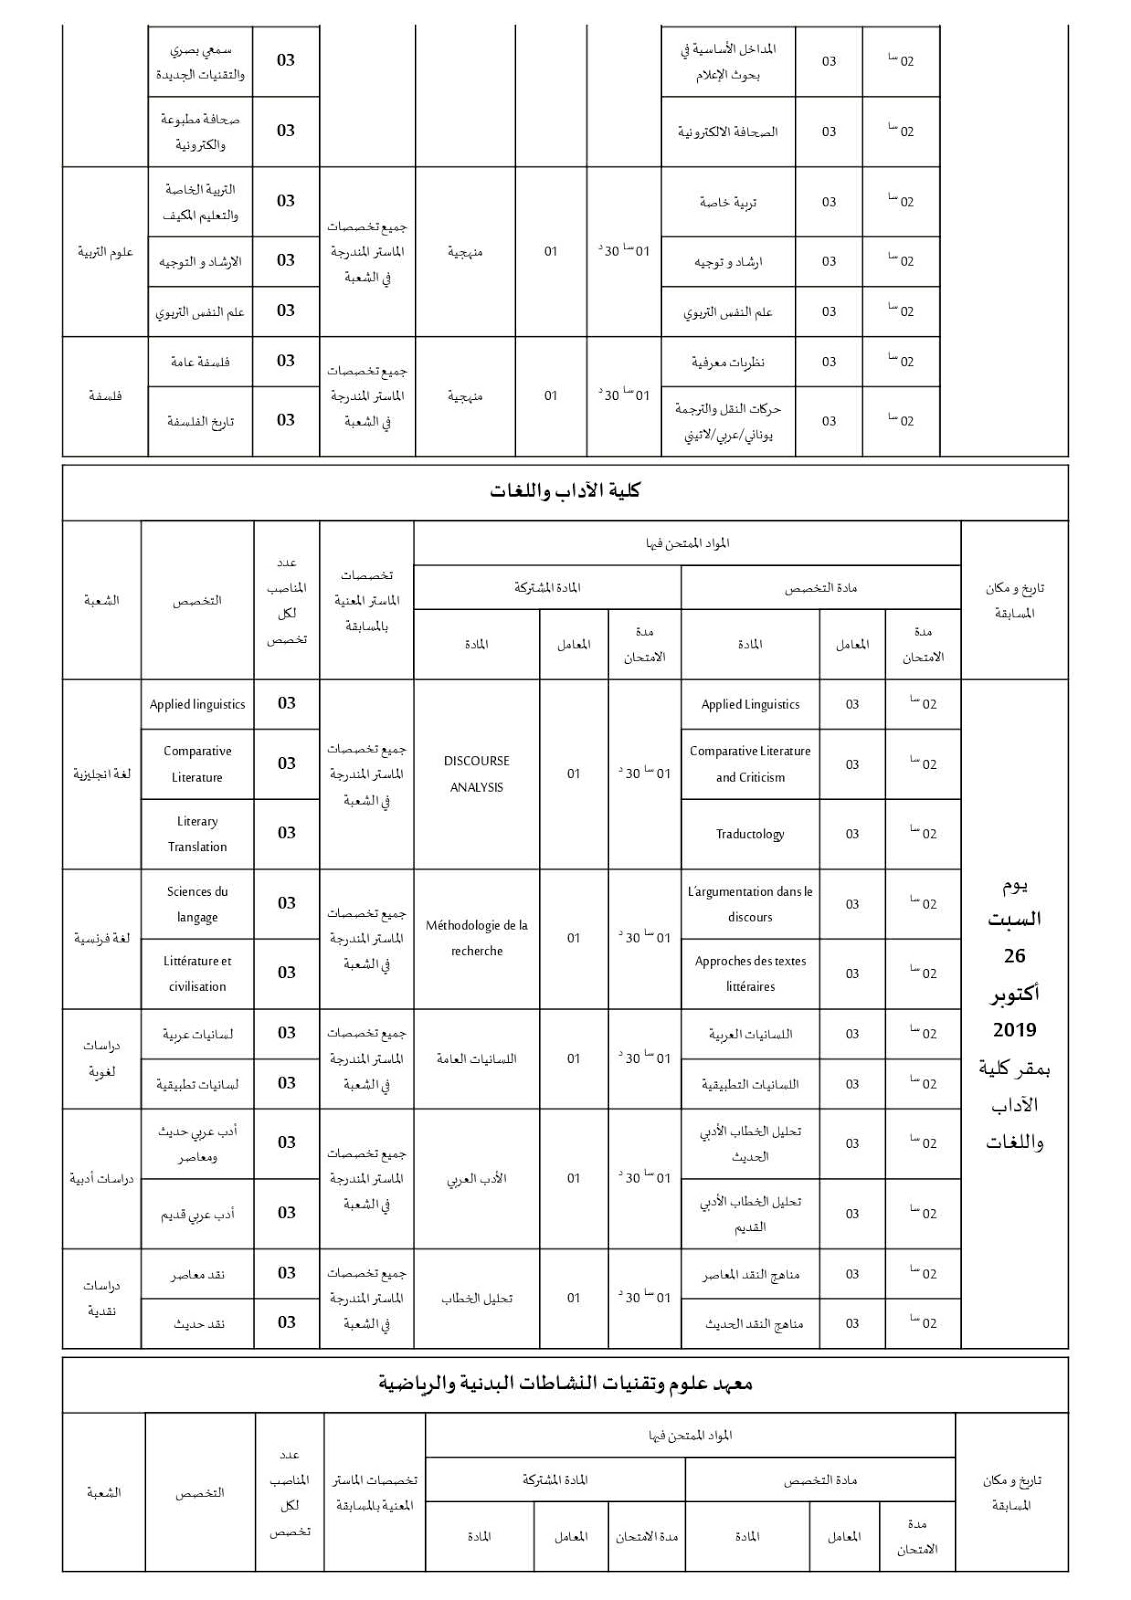 سمعي بصري
والتقنيات الجديدة
03
المداخل الأساسية في
بحوث الإعلام
03
02 سا
صحافة مطبوعة
والكترونية
03
الصحافة الالكترونية
03
02 سا
علوم التربية
التربية الخاصة
والتعليم المكيف
03
جميع تخصصات
الماستر المندرجة
في الشعبة
منهجية
01
01 سا 30 د
تربية خاصة
03
02 سا
الارشاد و التوجيه
03
ارشاد و توجيه
03
02 سا
علم النفس التربوي
03
علم النفس التربوي
03
02 سا
فلسفة
فلسفة عامة
03
جميع تخصصات
الماستر المندرجة
في الشعبة
منهجية
01
01 سا 30 د
نظريات معرفية
03
02 سا
تاريخ الفلسفة
03
حركات النقل والترجمة
يوناني/عربي/لاتيني
03
02 سا
كلية الآداب واللغات
الشعبة
التخصص
عدد
المناصب
لكل
تخصص
تخصصات
الماستر المعنية
بالمسابقة
المواد الممتحن فيها
المادة المشتركة
مادة التخصص
المادة
المعامل
مدة
الامتحان
المادة
المعامل
مدة
الامتحان
تاريخ و مكان
المسابقة
لغة انجليزية
Applied linguistics
03
جميع تخصصات
الماستر المندرجة
في الشعبة
DISCOURSE
ANALYSIS
01
01 سا 30 د
Applied Linguistics
03
02 سا
Comparative
Literature
03
Comparative Literature
and Criticism
03
02 سا
Literary
Translation
03
Traductology
03
02 سا
لغة فرنسية
Sciences du
langage
03
جميع تخصصات
الماستر المندرجة
في الشعبة
Méthodologie de la
recherche
01
01 سا 30 د
L'argumentation dans le
discours
03
02 سا
Littérature et
civilisation
03
Approches des textes
littéraires
03
02 سا
دراسات
لغوية
لسانيات عربية
03
جميع تخصصات
الماستر المندرجة
في الشعبة
اللسانيات العامة
01
01 سا 30 د
اللسانيات العربية
03
02 سا
لسانيات تطبيقية
03
اللسانيات التطبيقية
03
02 سا
دراسات أدبية
أدب عربي حديث
ومعاصر
03
جميع تخصصات
الماستر المندرجة
في الشعبة
الأدب العربي
01
01 سا 30 د
تحليل الخطاب الأدبي
الحديث
03
02 سا
أدب عربي قديم
03
تحليل الخطاب الأدبي
القديم
03
02 سا
دراسات
نقدية
نقد معاصر
03
جميع تخصصات
الماستر المندرجة
في الشعبة
تحليل الخطاب
01
01 سا 30 د
مناهج النقد المعاصر
03
02 سا
نقد حديث
03
مناهج النقد الحديث
03
02 سا
يوم
السبت
26
أكتوبر
2019
بمقر كلية
الآداب
واللغات
معهد علوم وتقنيات النشاطات البدنية والرياضية
الشعبة
التخصص
عدد
المناصب
لكل
تخصص
تخصصات الماستر
المعنية بالمسابقة
المواد الممتحن فيها
المادة المشتركة
مادة التخصص
المادة
المعامل
مدة الامتحان
المادة
المعامل
مدة
الامتحان
تاريخ و مكان
المسابقة